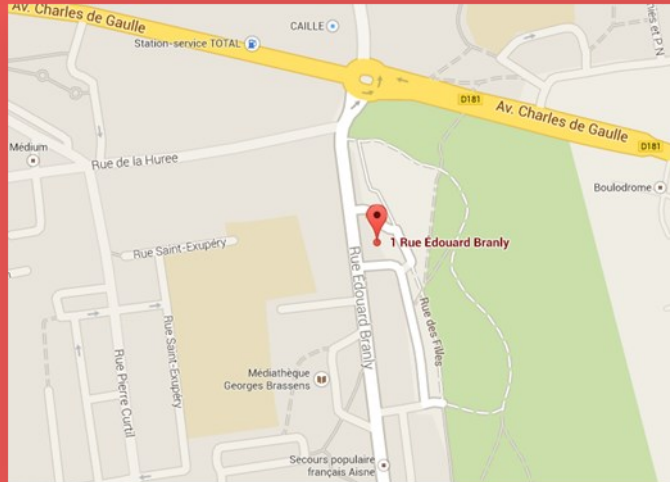 Av. Charles de Gaulle
CAILLE
Station-service TOTAL
D181
Av. Charles de Gaulle
D181
Médium
Rue de la Huree
Boulodrome
Rue Saint-Exupéry
1 Rue Édouard Branly
Rue Edouard Branly
Rue des Filles
Rue Pierre Curtil
Rue Saint-Exupéry
Médiathèque
Georges Brassens
Secours populaire
français Aisne